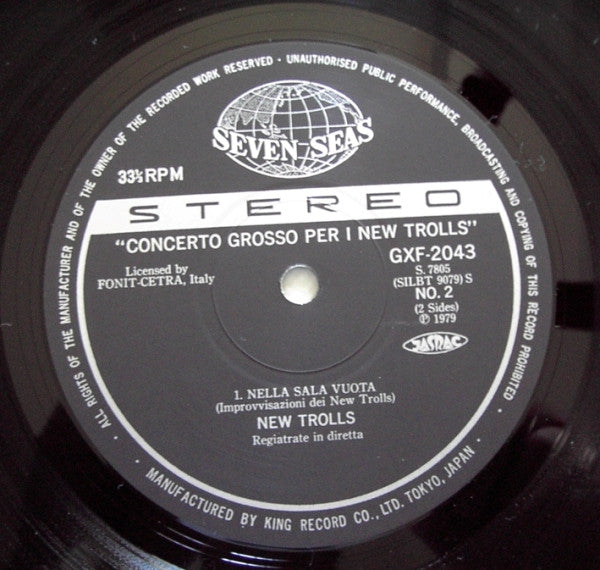 ALL RIGHTS OF THE MANUFACTURER AND OF THE OWNER OF THE RECORDED WORK RESERVED · UNAUTHORISED PUBLIC PERFORMANCE, BROADCASTING AND COPYING OF THIS RECORD PROHIBITED ·
SEVEN SEAS
33⅓ RPM
STEREO
"CONCERTO GROSSO PER I NEW TROLLS"
Licensed by
FONIT-CETRA, Italy
GXF-2043
S. 7805
(SILBT 9079) S
NO. 2
(2 Sides)
℗ 1979
JASRAC
1. NELLA SALA VUOTA
(Improvvisazioni dei New Trolls)
NEW TROLLS
Regiatrate in diretta
· MANUFACTURED BY KING RECORD CO., LTD. TOKYO, JAPAN ·